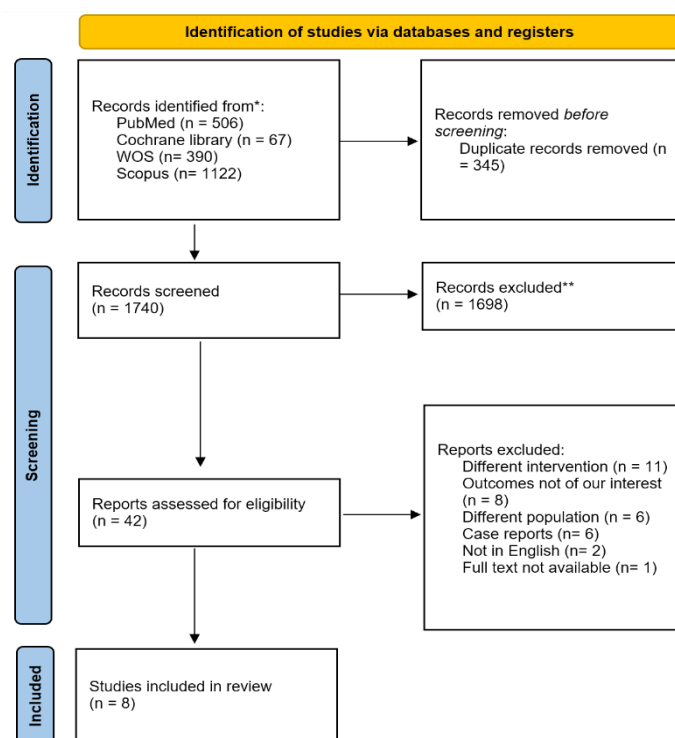 Identification of studies via databases and registers
Identification
Records identified from*:
PubMed (n = 506)
Cochrane library (n = 67)
WOS (n= 390)
Scopus (n= 1122)
Records removed before
screening:
Duplicate records removed (n
= 345)
Screening
Records screened
(n = 1740)
Records excluded**
(n = 1698)
Reports assessed for eligibility
(n = 42)
Reports excluded:
Different intervention (n = 11)
Outcomes not of our interest
(n = 8)
Different population (n = 6)
Case reports (n= 6)
Not in English (n= 2)
Full text not available (n= 1)
Included
Studies included in review
(n = 8)